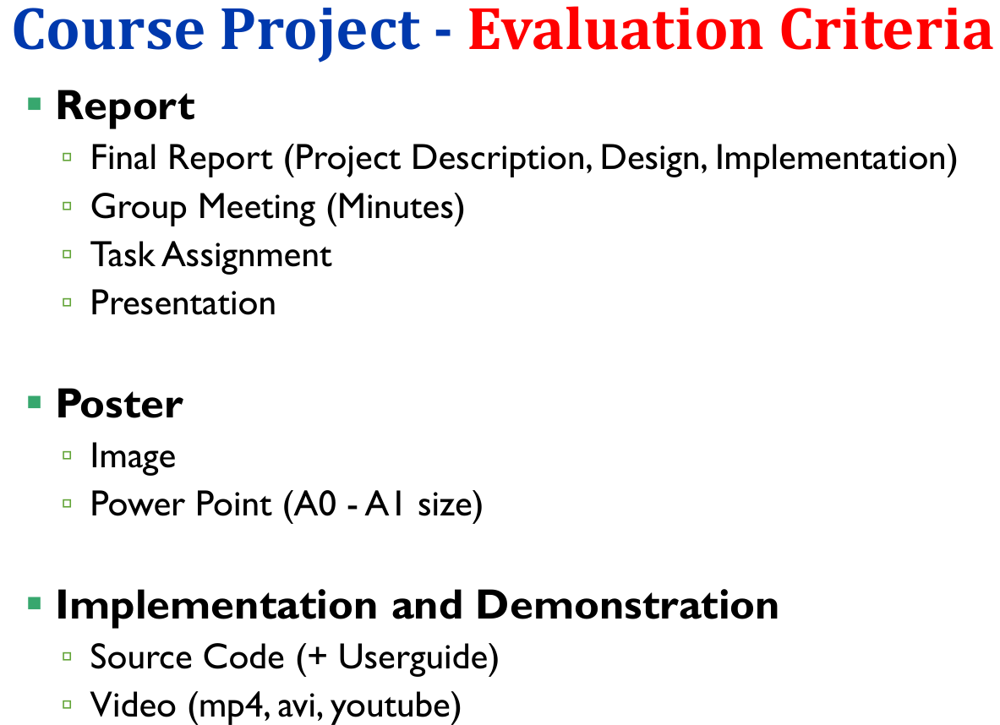 Course Project - Evaluation Criteria
Report
Final Report (Project Description, Design, Implementation)
Group Meeting (Minutes)
Task Assignment
Presentation
Poster
Image
Power Point (A0 - A1 size)
Implementation and Demonstration
Source Code (+ Userguide)
Video (mp4, avi, youtube)